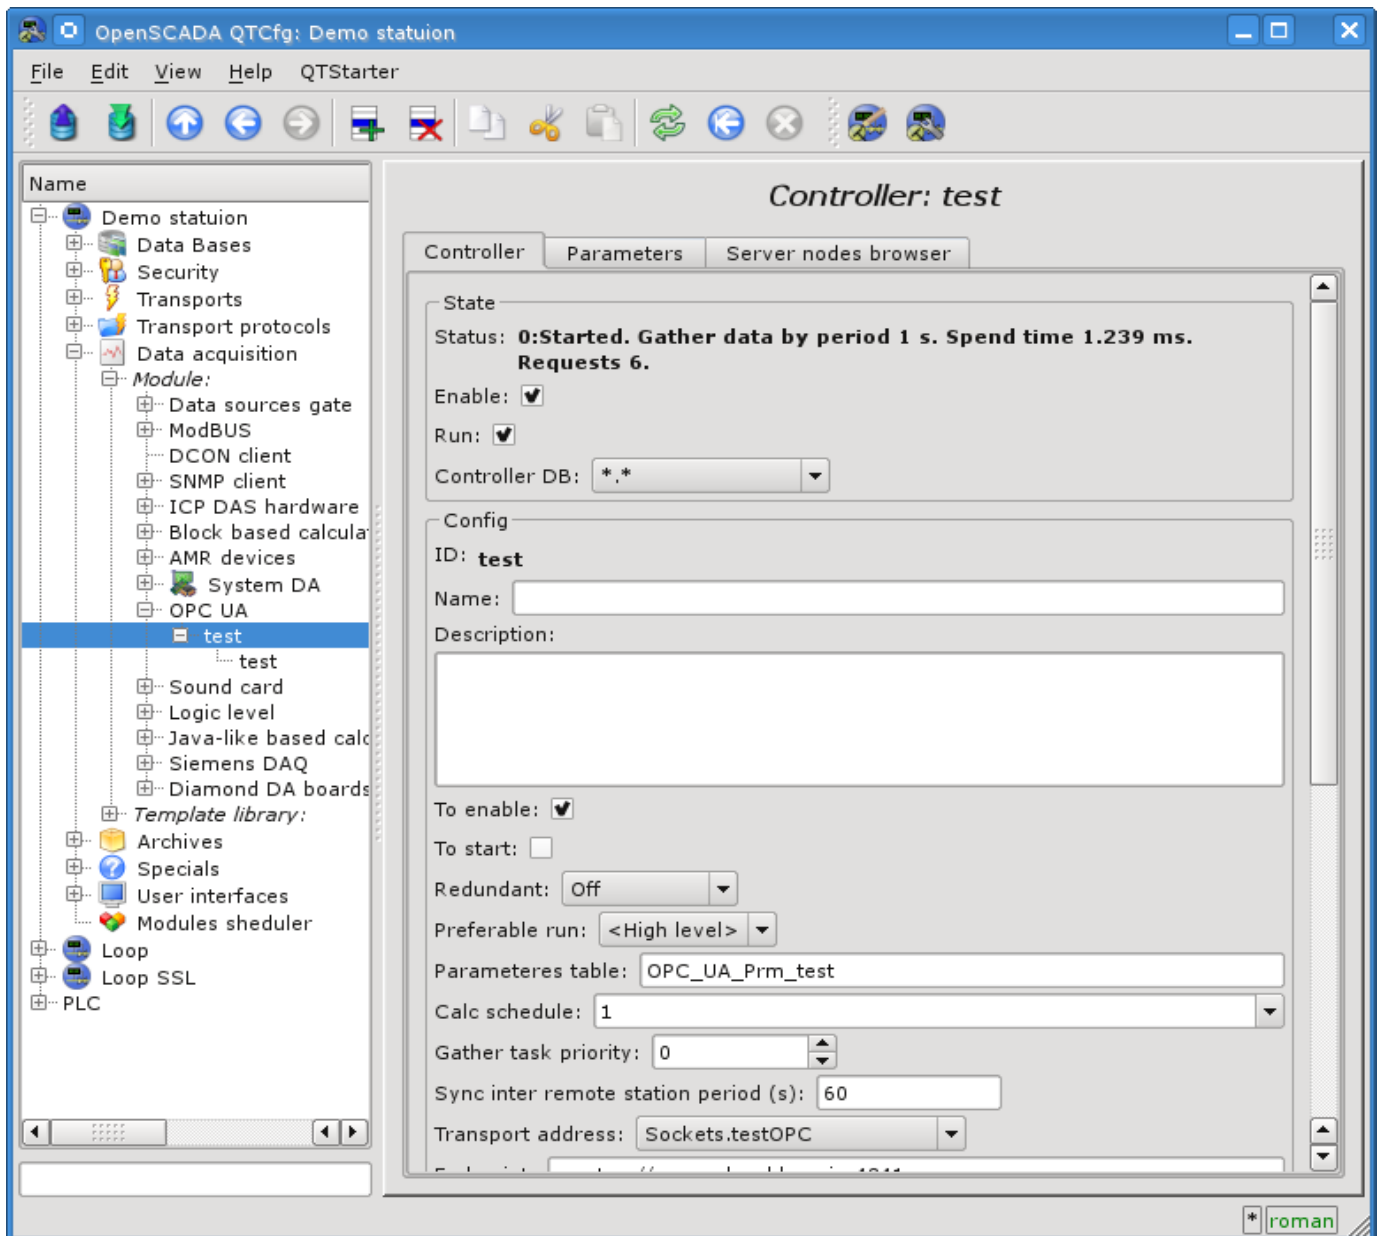 OpenSCADA QTCfg: Demo statuion
File Edit View Help QTStarter
Name
Demo statuion
Data Bases
Security
Transports
Transport protocols
Data acquisition
Module:
Data sources gate
ModBUS
DCON client
SNMP client
ICP DAS hardware
Block based calcula
AMR devices
System DA
OPC UA
test
test
Sound card
Logic level
Java-like based calc
Siemens DAQ
Diamond DA boards
Template library:
Archives
Specials
User interfaces
Modules sheduler
Loop
Loop SSL
PLC
Controller: test
Controller Parameters Server nodes browser
State
Status: 0:Started. Gather data by period 1 s. Spend time 1.239 ms.
Requests 6.
Enable:
Run:
Controller DB: *.*
Config
ID: test
Name:
Description:
To enable:
To start:
Redundant: Off
Preferable run: <High level>
Parameteres table: OPC_UA_Prm_test
Calc schedule: 1
Gather task priority: 0
Sync inter remote station period (s): 60
Transport address: Sockets.testOPC
* roman